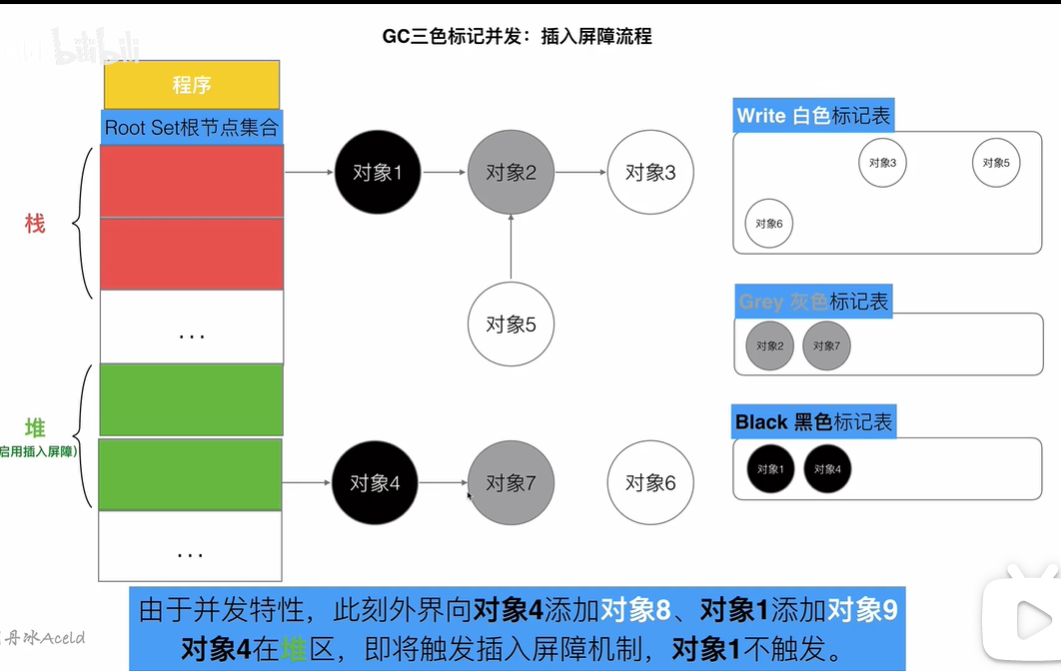 bilibili
GC三色标记并发：插入屏障流程
程序
Root Set根节点集合
栈
...
堆
启用插入屏障）
...
对象1
对象2
对象3
对象5
对象4
对象7
对象6
Write 白色标记表
对象3
对象5
对象6
Grey 灰色标记表
对象2
对象7
Black 黑色标记表
对象1
对象4
由于并发特性，此刻外界向对象4添加对象8、对象1添加对象9
对象4在堆区，即将触发插入屏障机制，对象1不触发。
丹冰Aceld